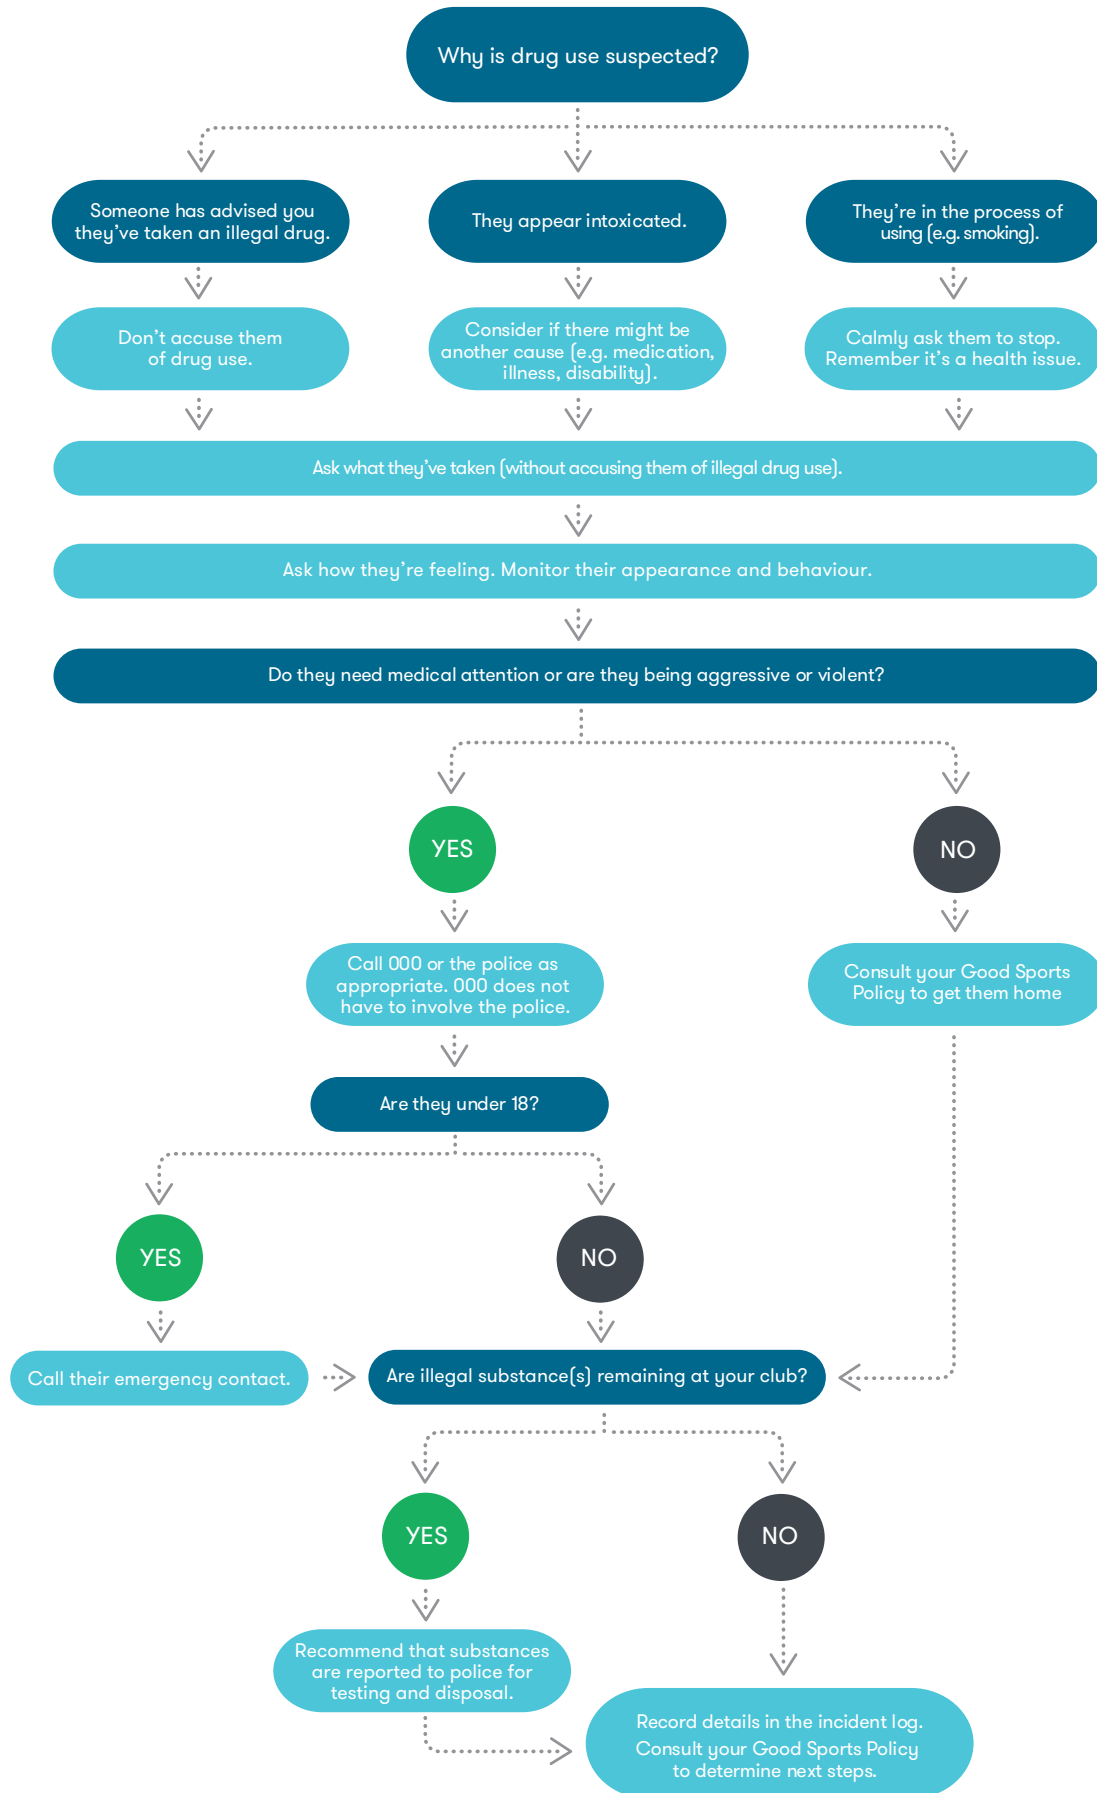 Why is drug use suspected?
Someone has advised you
they've taken an illegal drug.
They appear intoxicated.
They're in the process of
using (e.g. smoking).
Don't accuse them
of drug use.
Consider if there might be
another cause (e.g. medication,
illness, disability).
Calmly ask them to stop.
Remember it's a health issue.
Ask what they've taken (without accusing them of illegal drug use).
Ask how they're feeling. Monitor their appearance and behaviour.
Do they need medical attention or are they being aggressive or violent?
YES
NO
Call 000 or the police as
appropriate. 000 does not
have to involve the police.
Consult your Good Sports
Policy to get them home
Are they under 18?
YES
NO
Call their emergency contact.
Are illegal substance(s) remaining at your club?
YES
NO
Recommend that substances
are reported to police for
testing and disposal.
Record details in the incident log.
Consult your Good Sports Policy
to determine next steps.